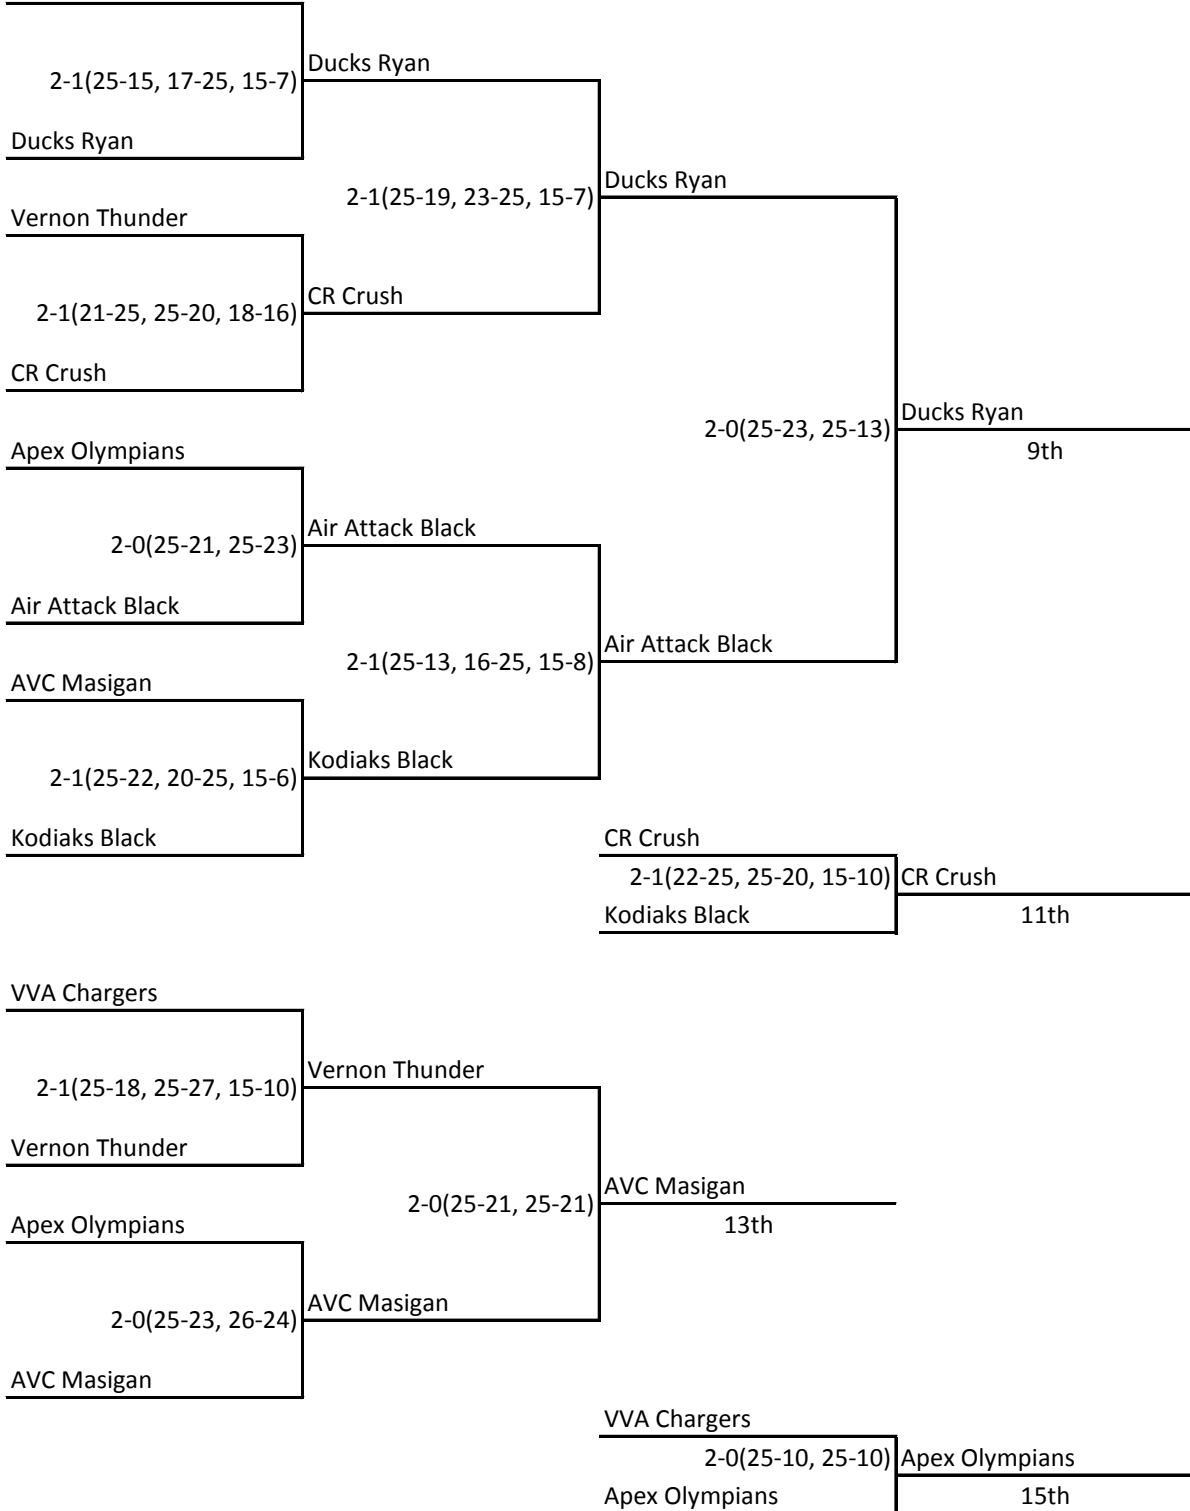 Ducks Ryan
2-1(25-15, 17-25, 15-7)
Ducks Ryan
Ducks Ryan
2-1(25-19, 23-25, 15-7)
Vernon Thunder
CR Crush
2-1(21-25, 25-20, 18-16)
CR Crush
Ducks Ryan
2-0(25-23, 25-13)
9th
Apex Olympians
Air Attack Black
2-0(25-21, 25-23)
Air Attack Black
Air Attack Black
2-1(25-13, 16-25, 15-8)
AVC Masigan
Kodiaks Black
2-1(25-22, 20-25, 15-6)
Kodiaks Black
CR Crush
2-1(22-25, 25-20, 15-10)
CR Crush
Kodiaks Black
11th
VVA Chargers
Vernon Thunder
2-1(25-18, 25-27, 15-10)
Vernon Thunder
AVC Masigan
2-0(25-21, 25-21)
13th
Apex Olympians
AVC Masigan
2-0(25-23, 26-24)
AVC Masigan
VVA Chargers
2-0(25-10, 25-10)
Apex Olympians
Apex Olympians
15th